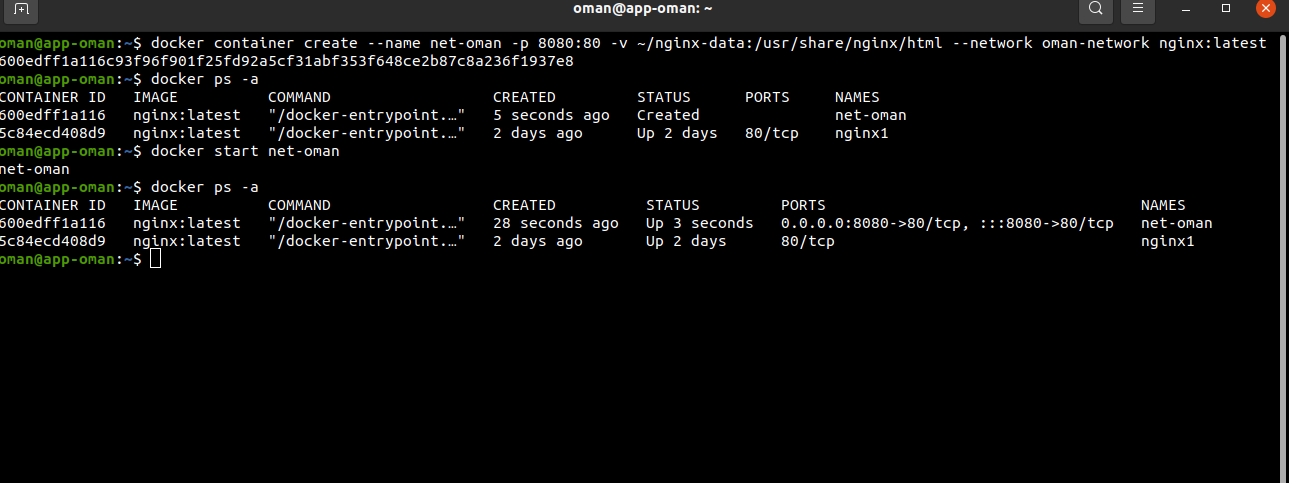 oman@app-oman: ~
oman@app-oman:~$ docker container create --name net-oman -p 8080:80 -v ~/nginx-data:/usr/share/nginx/html --network oman-network nginx:latest
600edff1a116c93f96f901f25fd92a5cf31abf353f648ce2b87c8a236f1937e8
oman@app-oman:~$ docker ps -a
CONTAINER ID   IMAGE          COMMAND                  CREATED         STATUS      PORTS     NAMES
600edff1a116   nginx:latest   "/docker-entrypoint.…"   5 seconds ago   Created               net-oman
5c84ecd408d9   nginx:latest   "/docker-entrypoint.…"   2 days ago      Up 2 days   80/tcp    nginx1
oman@app-oman:~$ docker start net-oman
net-oman
oman@app-oman:~$ docker ps -a
CONTAINER ID   IMAGE          COMMAND                  CREATED          STATUS         PORTS                                   NAMES
600edff1a116   nginx:latest   "/docker-entrypoint.…"   28 seconds ago   Up 3 seconds   0.0.0.0:8080->80/tcp, :::8080->80/tcp   net-oman
5c84ecd408d9   nginx:latest   "/docker-entrypoint.…"   2 days ago       Up 2 days      80/tcp                                  nginx1
oman@app-oman:~$